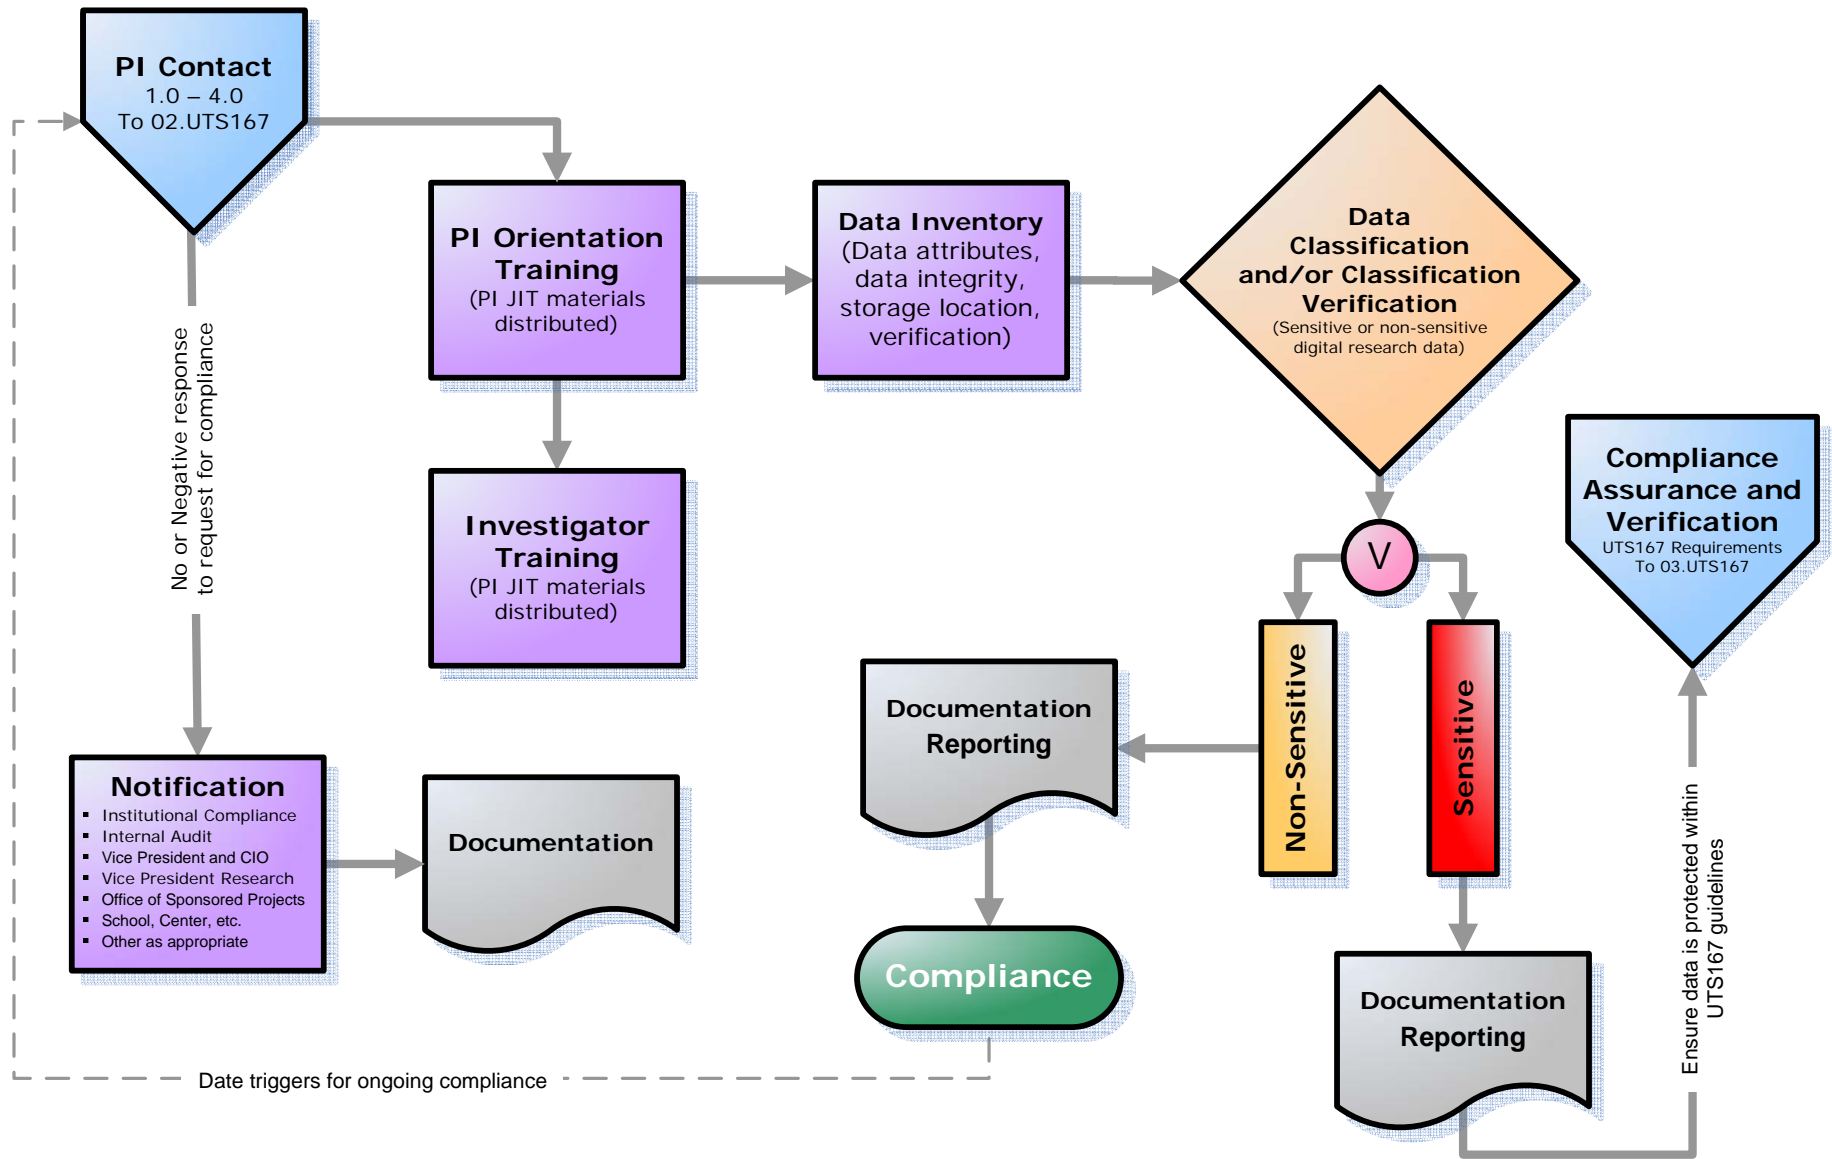 PI Contact
1.0 – 4.0
To 02.UTS167
PI Orientation
Training
(PI JIT materials
distributed)
Data Inventory
(Data attributes,
data integrity,
storage location,
verification)
Data
Classification
and/or Classification
Verification
(Sensitive or non-sensitive
digital research data)
No or Negative response
to request for compliance
Investigator
Training
(PI JIT materials
distributed)
V
Compliance
Assurance and
Verification
UTS167 Requirements
To 03.UTS167
Non-Sensitive
Sensitive
Documentation
Reporting
Notification
▪ Institutional Compliance
▪ Internal Audit
▪ Vice President and CIO
▪ Vice President Research
▪ Office of Sponsored Projects
▪ School, Center, etc.
▪ Other as appropriate
Documentation
Compliance
Documentation
Reporting
Ensure data is protected within
UTS167 guidelines
Date triggers for ongoing compliance